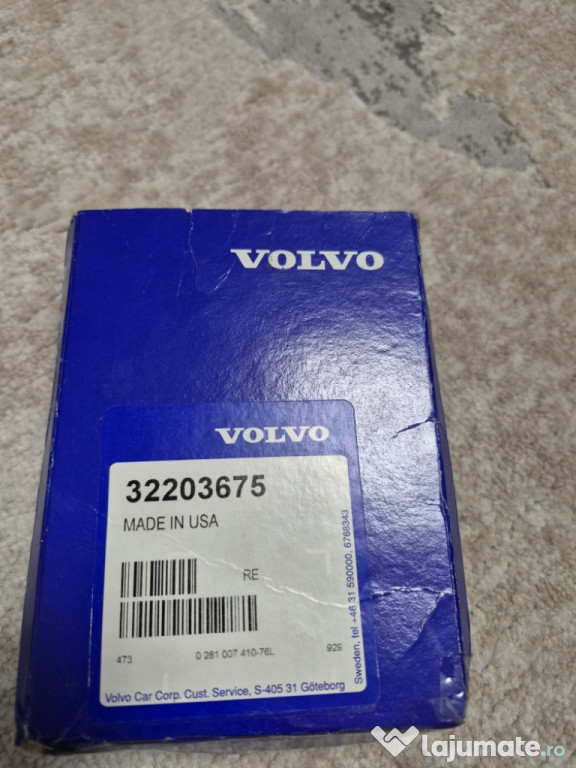 VOLVO
VOLVO
32203675
MADE IN USA
RE
473 0 261 007 410-76L 929
Volvo Car Corp. Cust. Service, S-405 31 Göteborg
Sweden, tel +46 31 590000, 6768343
lajumate.ro